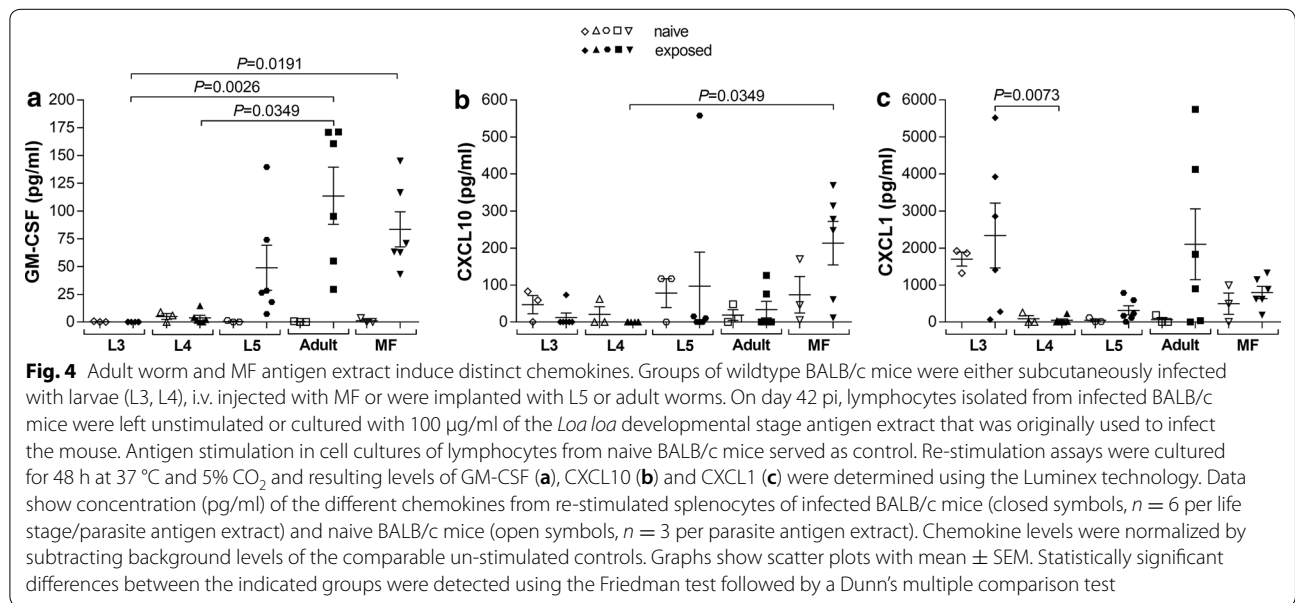 naive
exposed
a
P=0.0191
P=0.0026
P=0.0349
GM-CSF (pg/ml)
200
175
150
125
100
75
50
25
0
L3 L4 L5 Adult MF
b
P=0.0349
CXCL10 (pg/ml)
600
500
400
300
200
100
0
L3 L4 L5 Adult MF
c
P=0.0073
CXCL1 (pg/ml)
6000
5000
4000
3000
2000
1000
0
L3 L4 L5 Adult MF
Fig. 4 Adult worm and MF antigen extract induce distinct chemokines. Groups of wildtype BALB/c mice were either subcutaneously infected
with larvae (L3, L4), i.v. injected with MF or were implanted with L5 or adult worms. On day 42 pi, lymphocytes isolated from infected BALB/c
mice were left unstimulated or cultured with 100 µg/ml of the Loa loa developmental stage antigen extract that was originally used to infect
the mouse. Antigen stimulation in cell cultures of lymphocytes from naive BALB/c mice served as control. Re-stimulation assays were cultured
for 48 h at 37 °C and 5% CO₂ and resulting levels of GM-CSF (a), CXCL10 (b) and CXCL1 (c) were determined using the Luminex technology. Data
show concentration (pg/ml) of the different chemokines from re-stimulated splenocytes of infected BALB/c mice (closed symbols, n = 6 per life
stage/parasite antigen extract) and naive BALB/c mice (open symbols, n = 3 per parasite antigen extract). Chemokine levels were normalized by
subtracting background levels of the comparable un-stimulated controls. Graphs show scatter plots with mean ± SEM. Statistically significant
differences between the indicated groups were detected using the Friedman test followed by a Dunn's multiple comparison test